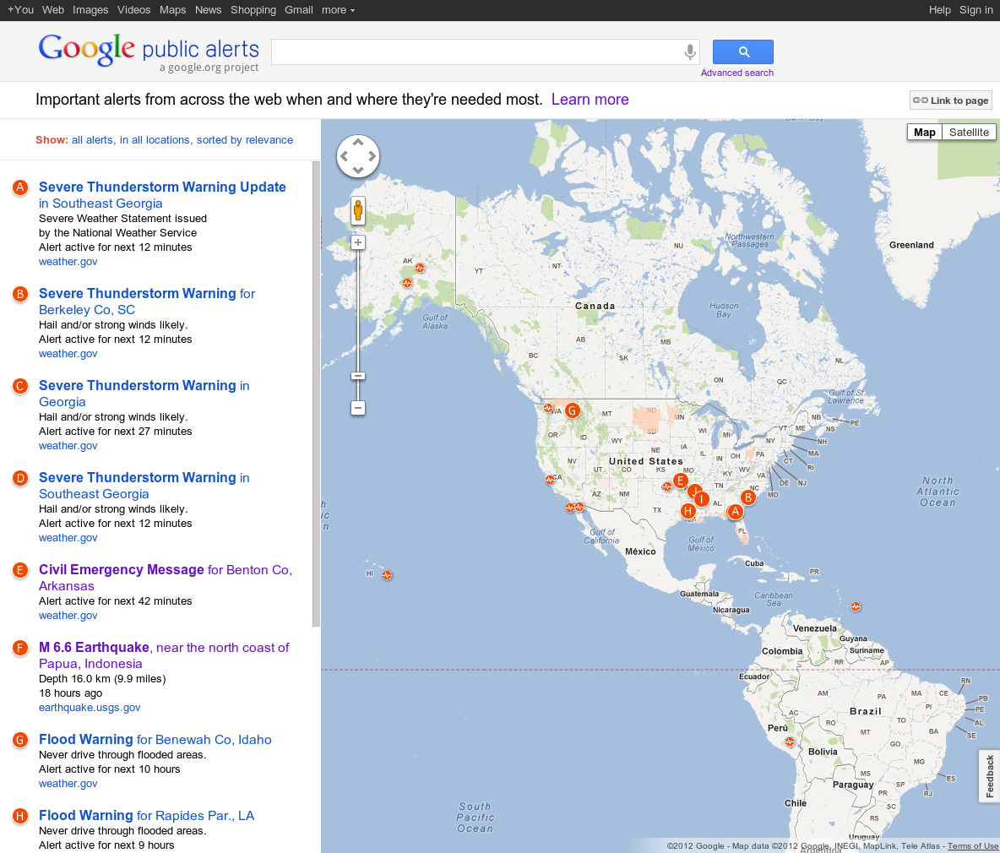 +You Web Images Videos Maps News Shopping Gmail more
Help Sign in
Google public alerts
a google.org project
Advanced search
Important alerts from across the web when and where they're needed most. Learn more
Link to page
Show: all alerts, in all locations, sorted by relevance
A
Severe Thunderstorm Warning Update
in Southeast Georgia
Severe Weather Statement issued
by the National Weather Service
Alert active for next 12 minutes
weather.gov
B
Severe Thunderstorm Warning for
Berkeley Co, SC
Hail and/or strong winds likely.
Alert active for next 12 minutes
weather.gov
C
Severe Thunderstorm Warning in
Georgia
Hail and/or strong winds likely.
Alert active for next 27 minutes
weather.gov
D
Severe Thunderstorm Warning in
Southeast Georgia
Hail and/or strong winds likely.
Alert active for next 12 minutes
weather.gov
E
Civil Emergency Message for Benton Co,
Arkansas
Alert active for next 42 minutes
weather.gov
F
M 6.6 Earthquake, near the north coast of
Papua, Indonesia
Depth 16.0 km (9.9 miles)
18 hours ago
earthquake.usgs.gov
G
Flood Warning for Benewah Co, Idaho
Never drive through flooded areas.
Alert active for next 10 hours
weather.gov
H
Flood Warning for Rapides Par., LA
Never drive through flooded areas.
Alert active for next 9 hours
Map Satellite
Greenland
Northwestern
Passages
NU
AK
YT
NT
Canada
Hudson
Bay
Gulf of
Alaska
AB
MB
BC
SK
NL
ON
QC
Gulf of St
Lawrence
WA
G
MT
ND
MN
NB
PE
OR
ID
SD
WI
MI
VT
ME
NS
WY
NY
NH
IA
MA
NE
IL
IN
OH
PA
CT
RI
NV
United States
UT
CO
KS
MO
KY
WV
VA
CA
E
TN
NC
MD
DE
NJ
AZ
NM
I
B
TX
H
AL
A
FL
North
Atlantic
Ocean
Gulf of
California
Gulf of
Mexico
México
Cuba
HI
PR
Guatemala
Caribbean
Sea
Nicaragua
Venezuela
Guyana
Colombia
Suriname
RR
AP
Ecuador
RN
AM
PA
MA
CE
PB
PI
PE
AC
Brazil
RO
TO
AL
Perú
MT
BA
SE
GO
Bolivia
MG
MS
ES
Paraguay
PR
SP
RJ
Chile
SC
South
Pacific
Ocean
RS
Uruguay
Argentina
Feedback
©2012 Google - Map data ©2012 Google, INEGI, MapLink, Tele Atlas - Terms of Use